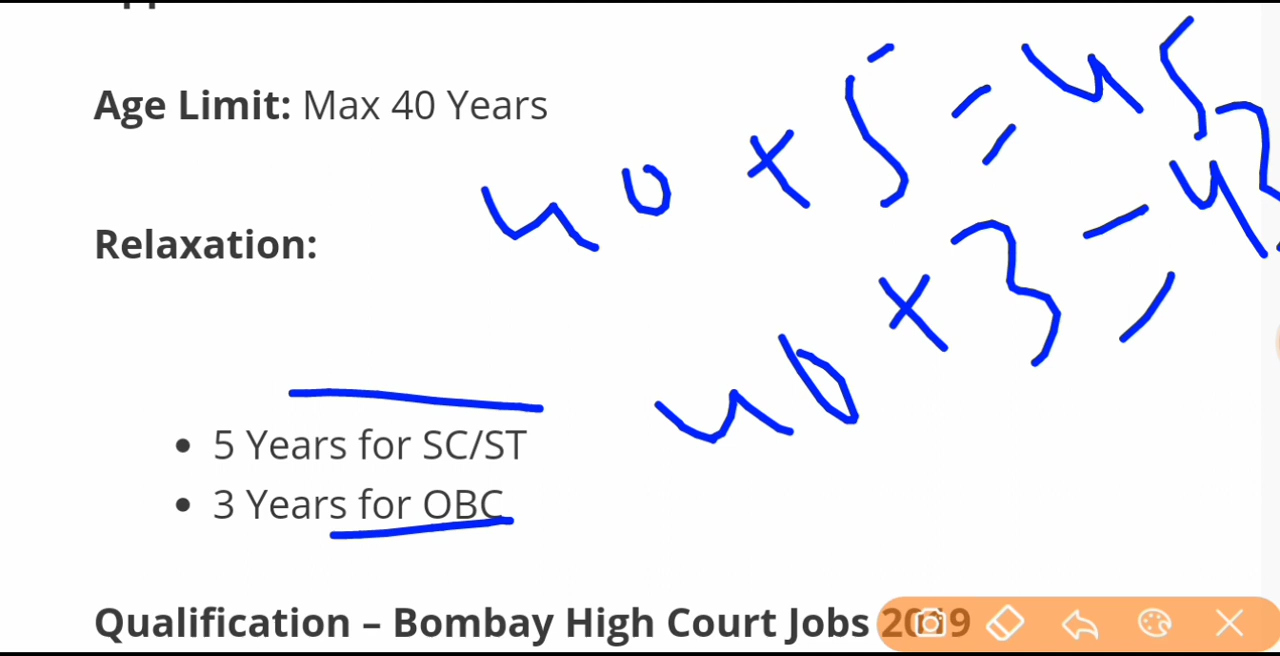 Age Limit: Max 40 Years
40 + 5 = 45
Relaxation:
40 + 3 = 43
5 Years for SC/ST
3 Years for OBC
Qualification – Bombay High Court Jobs 2019